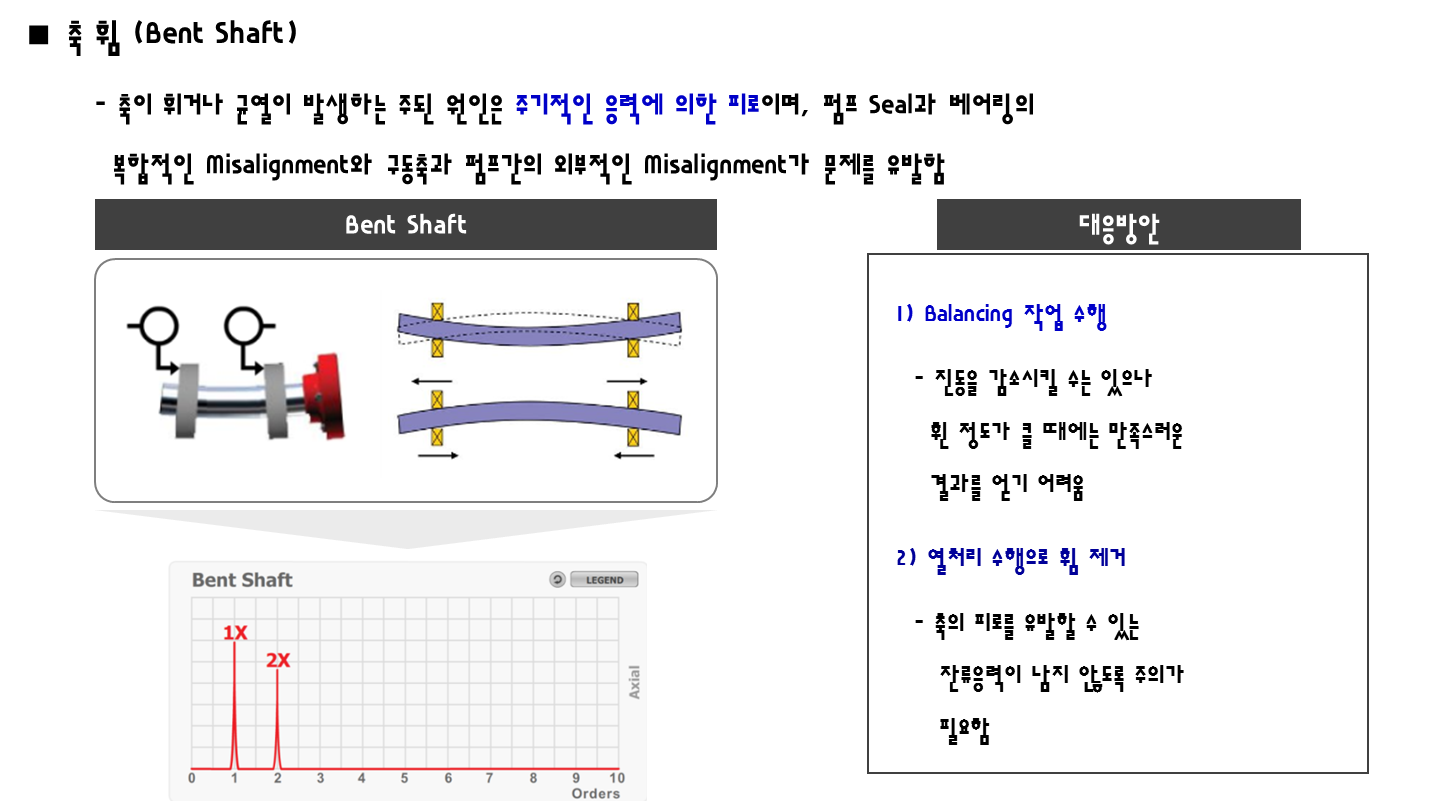 ■ 축 휨 (Bent Shaft)
- 축이 휘거나 균열이 발생하는 주된 원인은 주기적인 응력에 의한 피로이며, 펌프 Seal과 베어링의
복합적인 Misalignment와 구동축과 펌프간의 외부적인 Misalignment가 문제를 유발함
Bent Shaft
대응방안
1) Balancing 작업 수행
- 진동을 감소시킬 수는 있으나
휜 정도가 클 때에는 만족스러운
결과를 얻기 어려움
2) 열처리 수행으로 휨 제거
- 축의 피로를 유발할 수 있는
잔류응력이 남지 않도록 주의가
필요함
Bent Shaft
LEGEND
1X
2X
Axial
0 1 2 3 4 5 6 7 8 9 10
Orders